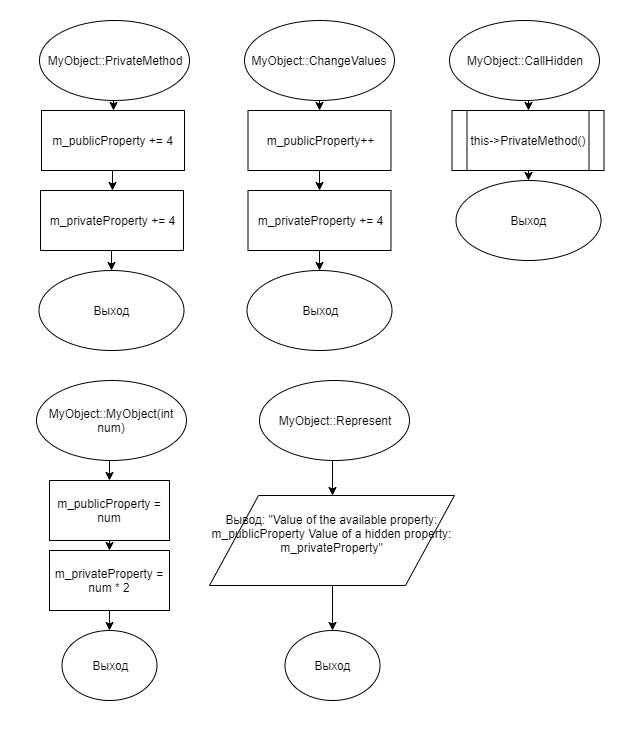 MyObject::PrivateMethod
m_publicProperty += 4
m_privateProperty += 4
Выход
MyObject::ChangeValues
m_publicProperty++
m_privateProperty += 4
Выход
MyObject::CallHidden
this->PrivateMethod()
Выход
MyObject::MyObject(int
num)
m_publicProperty =
num
m_privateProperty =
num * 2
Выход
MyObject::Represent
Вывод: "Value of the available property:
m_publicProperty Value of a hidden property:
m_privateProperty"
Выход